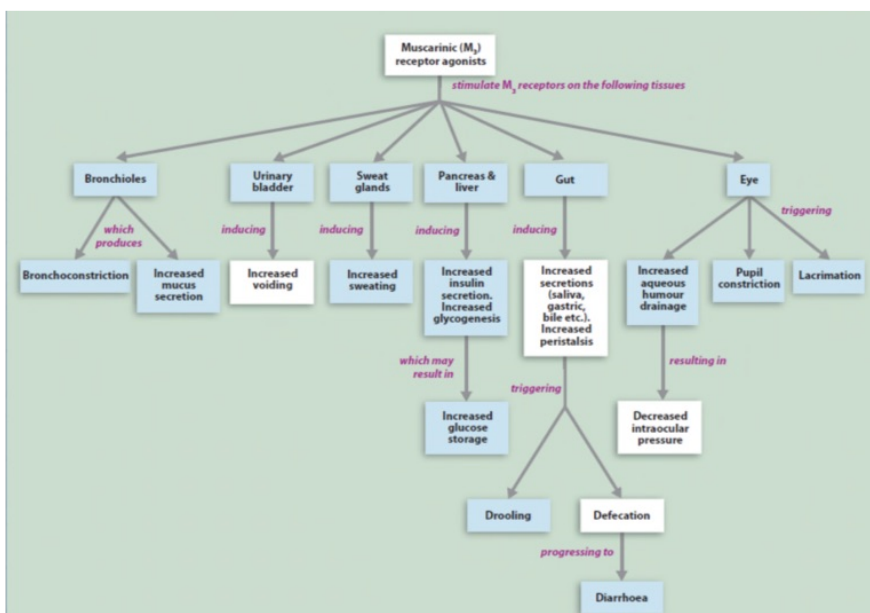 Muscarinic (M₃)
receptor agonists
stimulate M₃ receptors on the following tissues
Bronchioles
Urinary
bladder
Sweat
glands
Pancreas &
liver
Gut
Eye
which
produces
inducing
inducing
inducing
inducing
triggering
Bronchoconstriction
Increased
mucus
secretion
Increased
voiding
Increased
sweating
Increased
insulin
secretion.
Increased
glycogenesis
Increased
secretions
(saliva,
gastric,
bile etc.).
Increased
peristalsis
Increased
aqueous
humour
drainage
Pupil
constriction
Lacrimation
which may
result in
triggering
resulting in
Increased
glucose
storage
Decreased
intraocular
pressure
Drooling
Defecation
progressing to
Diarrhoea